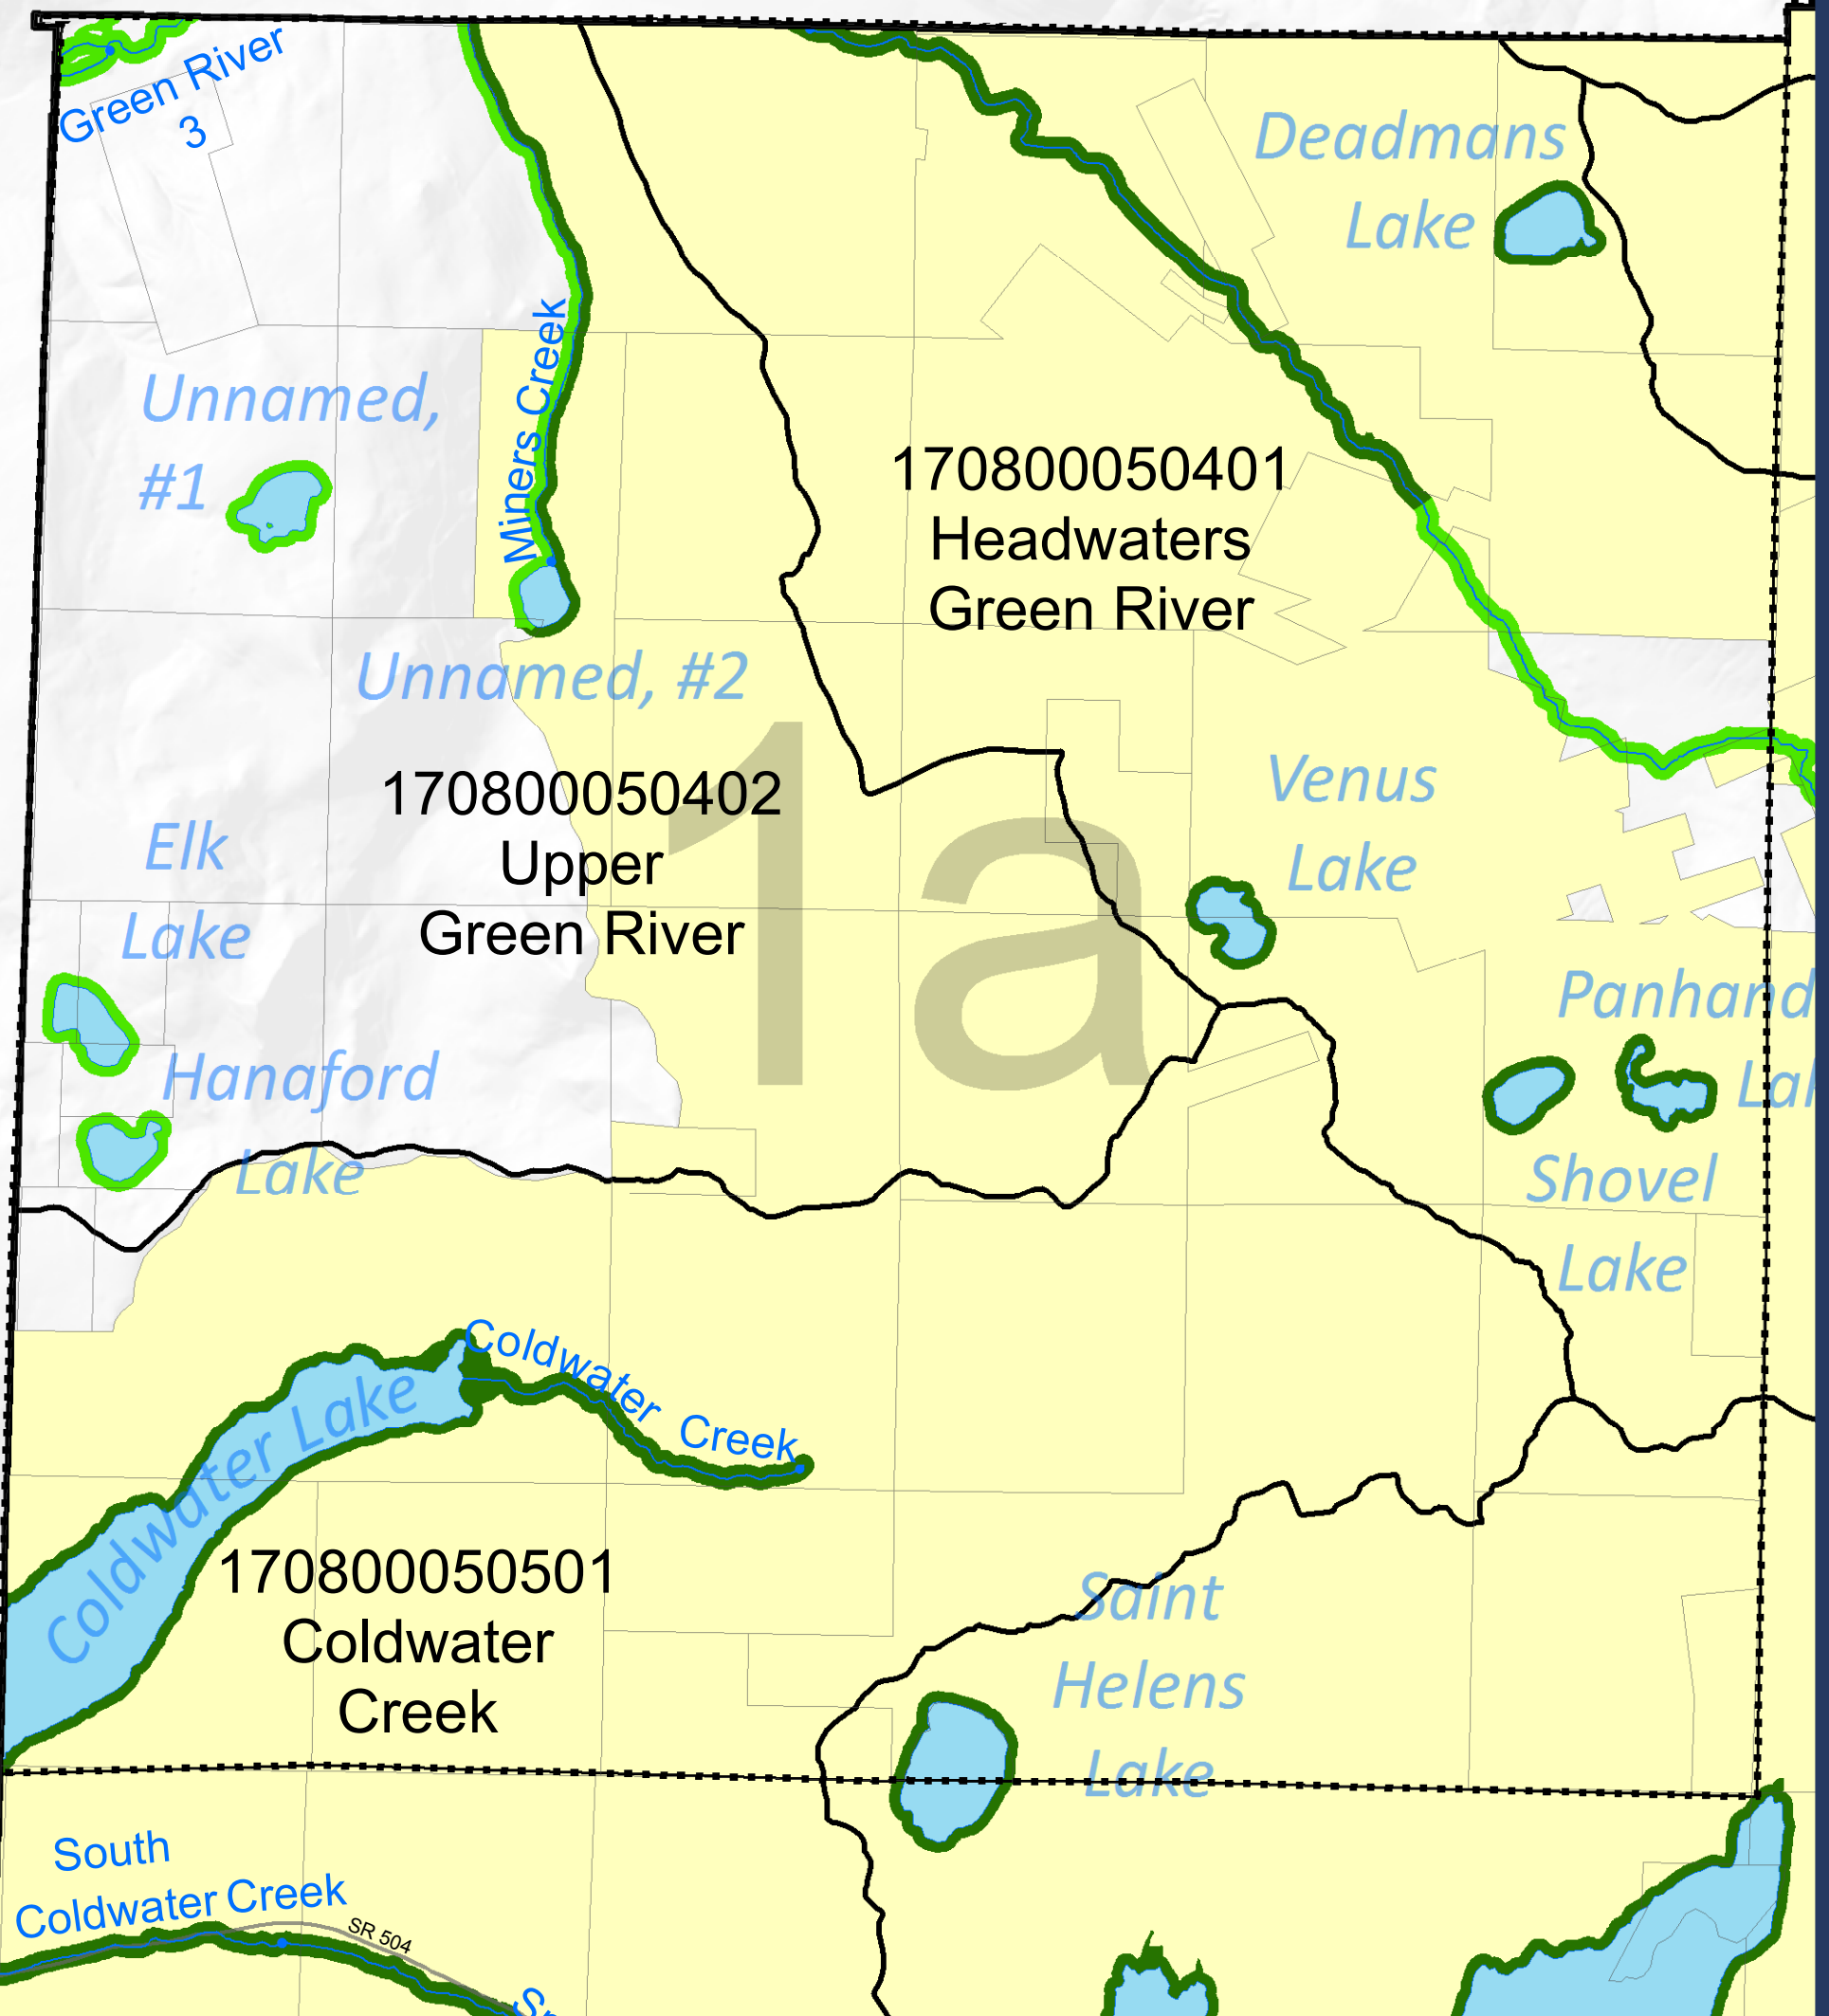 Green River
3
Deadmans
Lake
Miners Creek
Unnamed,
#1
170800050401
Headwaters
Green River
Unnamed, #2
1a
170800050402
Upper
Green River
Venus
Lake
Elk
Lake
Panhand
Lak
Hanaford
Lake
Shovel
Lake
Coldwater Creek
Coldwater Lake
170800050501
Coldwater
Creek
Saint
Helens
Lake
South
Coldwater Creek
SR 504